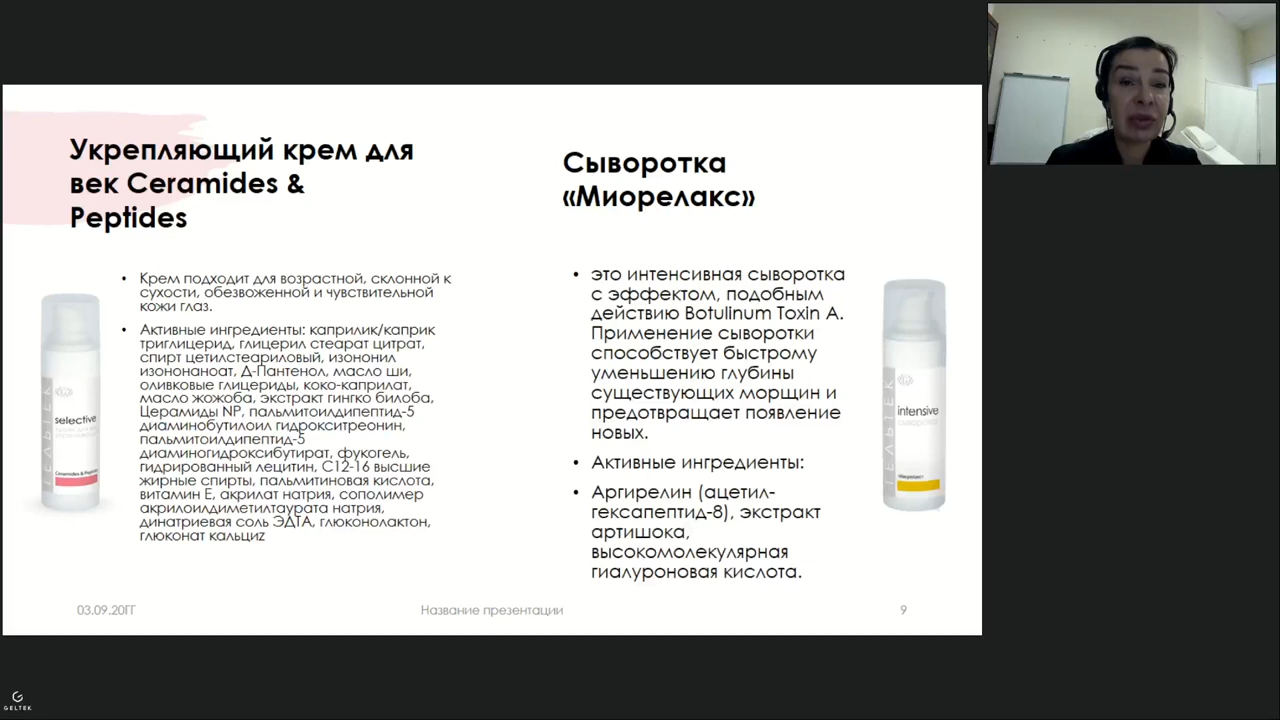 Укрепляющий крем для
век Ceramides &
Peptides
Крем подходит для возрастной, склонной к
сухости, обезвоженной и чувствительной
кожи глаз.
Активные ингредиенты: каприлик/каприк
триглицерид, глицерил стеарат цитрат,
спирт цетилстеариловый, изононил
изононаноат, Д-Пантенол, масло ши,
оливковые глицериды, коко-каприлат,
масло жожоба, экстракт гингко билоба,
Церамиды NP, пальмитоилдипептид-5
диаминобутилоил гидрокситреонин,
пальмитоилдипептид-5
диаминогидроксибутират, фукогель,
гидрированный лецитин, С12-16 высшие
жирные спирты, пальмитиновая кислота,
витамин Е, акрилат натрия, сополимер
акрилоилдиметилтаурата натрия,
динатриевая соль ЭДТА, глюконолактон,
глюконат кальциz
Сыворотка
«Миорелакс»
это интенсивная сыворотка
с эффектом, подобным
действию Botulinum Toxin A.
Применение сыворотки
способствует быстрому
уменьшению глубины
существующих морщин и
предотвращает появление
новых.
Активные ингредиенты:
Аргирелин (ацетил-
гексапептид-8), экстракт
артишока,
высокомолекулярная
гиалуроновая кислота.
ГЕЛЬТЕК
selective
Ceramides & Peptides
ГЕЛЬТЕК
intensive
сыворотка
03.09.20ГГ
Название презентации
9
GELTEK